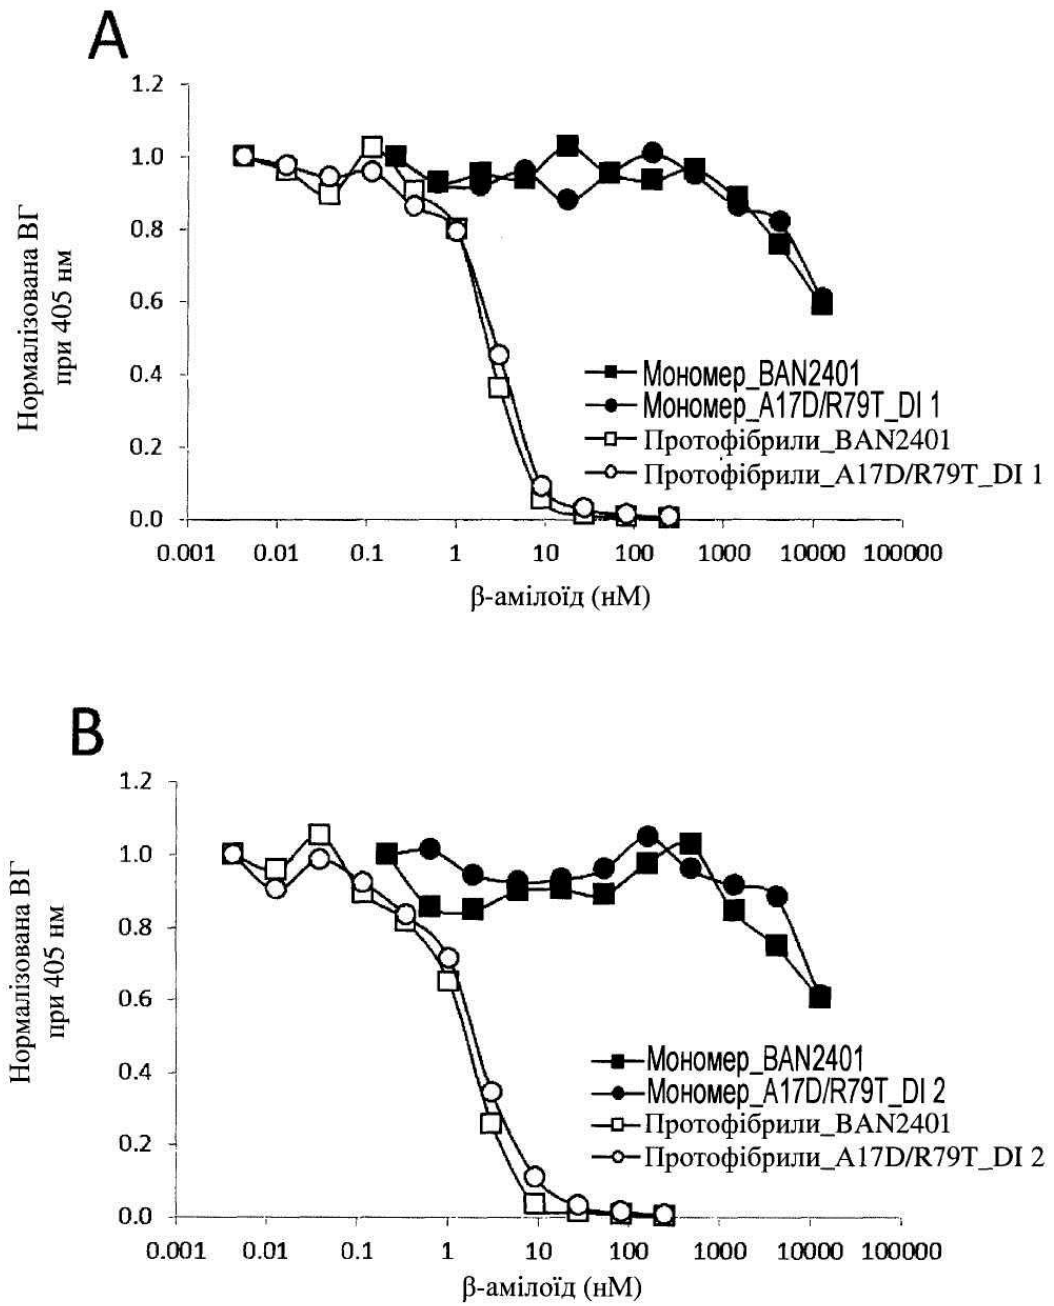 A
1.2
1.0
0.8
0.6
0.4
0.2
0.0
Нормалізована ВГ
при 405 нм
Мономер_BAN2401
Мономер_A17D/R79T_DI 1
Протофібрили_BAN2401
Протофібрили_A17D/R79T_DI 1
0.001 0.01 0.1 1 10 100 1000 10000 100000
β-амілоїд (нМ)
B
1.2
1.0
0.8
0.6
0.4
0.2
0.0
Нормалізована ВГ
при 405 нм
Мономер_BAN2401
Мономер_A17D/R79T_DI 2
Протофібрили_BAN2401
Протофібрили_A17D/R79T_DI 2
0.001 0.01 0.1 1 10 100 1000 10000 100000
β-амілоїд (нМ)